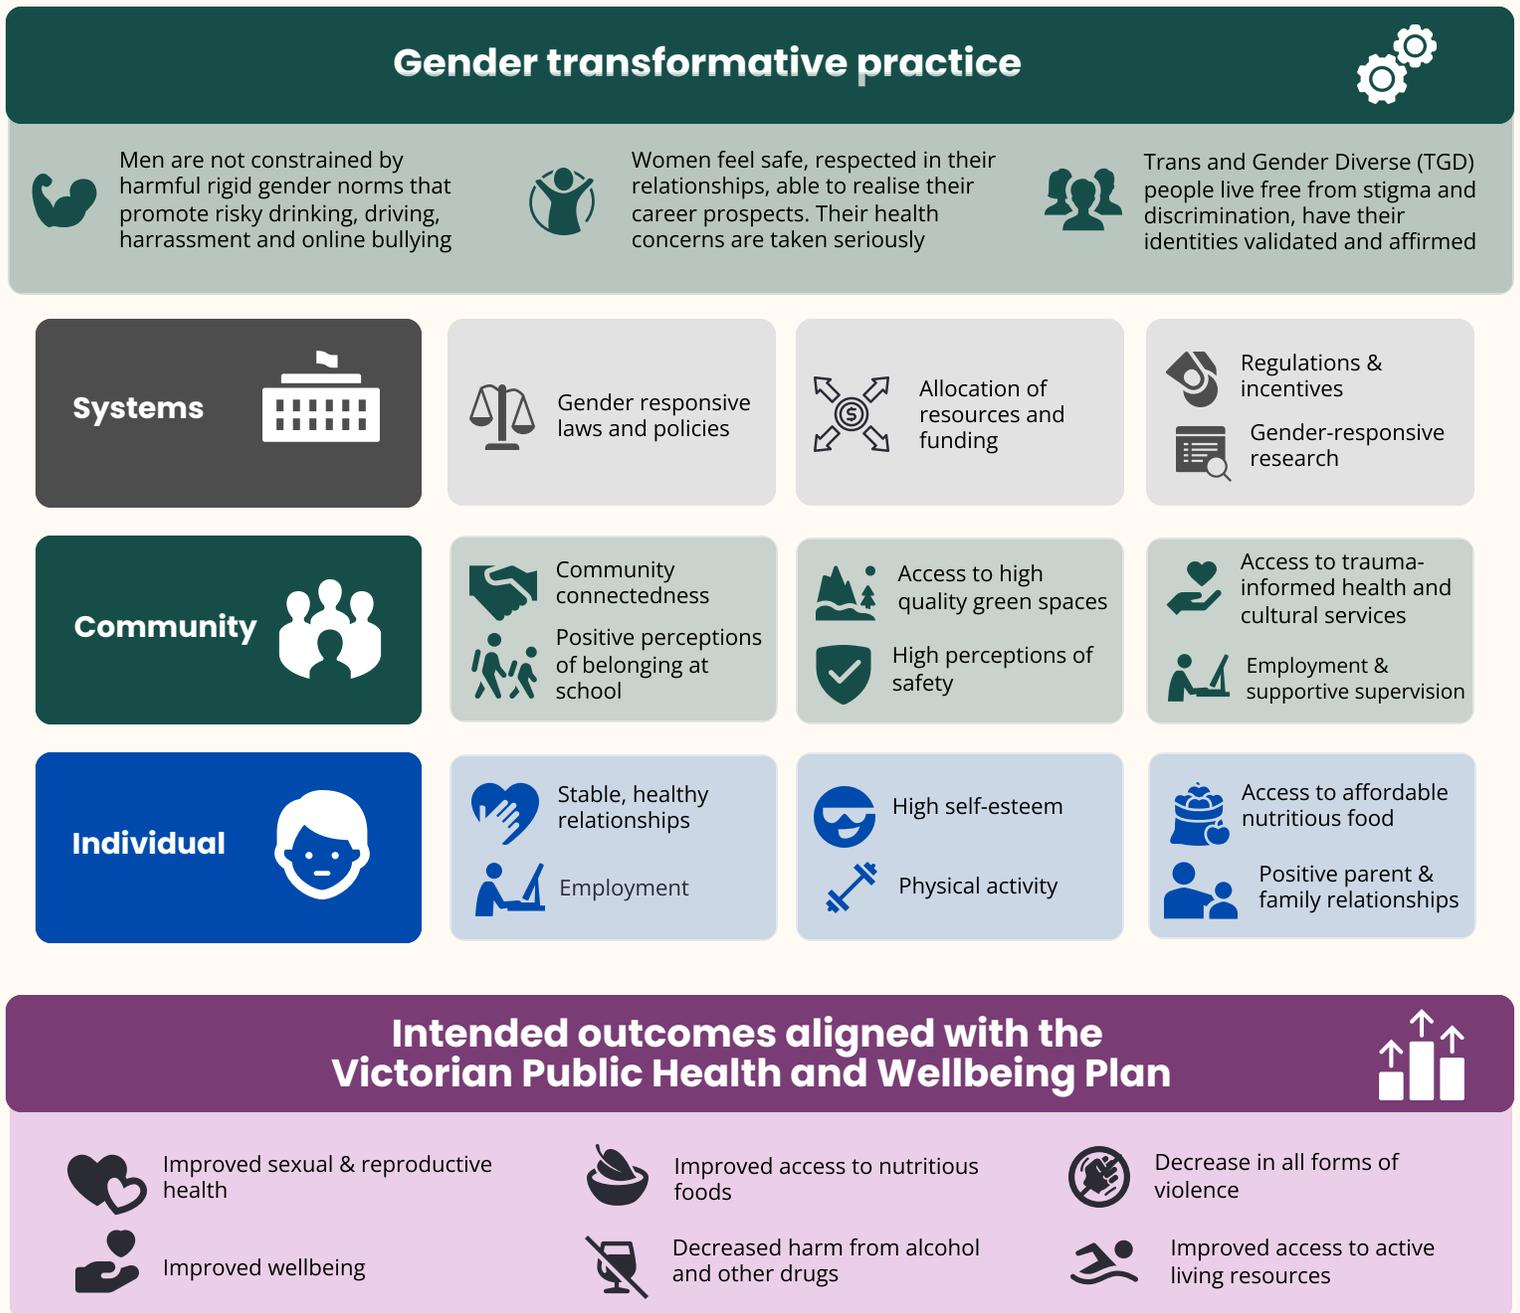 Gender transformative practice
Men are not constrained by
harmful rigid gender norms that
promote risky drinking, driving,
harrassment and online bullying
Women feel safe, respected in their
relationships, able to realise their
career prospects. Their health
concerns are taken seriously
Trans and Gender Diverse (TGD)
people live free from stigma and
discrimination, have their
identities validated and affirmed
Systems
Gender responsive
laws and policies
Allocation of
resources and
funding
Regulations &
incentives
Gender-responsive
research
Community
Community
connectedness
Positive perceptions
of belonging at
school
Access to high
quality green spaces
High perceptions of
safety
Access to trauma-
informed health and
cultural services
Employment &
supportive supervision
Individual
Stable, healthy
relationships
Employment
High self-esteem
Physical activity
Access to affordable
nutritious food
Positive parent &
family relationships
Intended outcomes aligned with the
Victorian Public Health and Wellbeing Plan
Improved sexual & reproductive
health
Improved wellbeing
Improved access to nutritious
foods
Decreased harm from alcohol
and other drugs
Decrease in all forms of
violence
Improved access to active
living resources